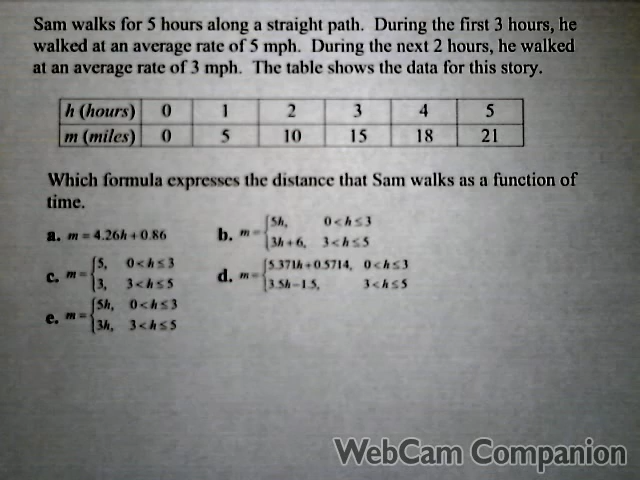 Sam walks for 5 hours along a straight path. During the first 3 hours, he
walked at an average rate of 5 mph. During the next 2 hours, he walked
at an average rate of 3 mph. The table shows the data for this story.
h (hours) 0 1 2 3 4 5
m (miles) 0 5 10 15 18 21
Which formula expresses the distance that Sam walks as a function of
time.
a. m = 4.26h + 0.86
b. m = { 5h, 0 < h ≤ 3
3h + 6, 3 < h ≤ 5
c. m = { 5, 0 < h ≤ 3
3, 3 < h ≤ 5
d. m = { 5.371h + 0.5714, 0 < h ≤ 3
3.5h − 1.5, 3 < h ≤ 5
e. m = { 5h, 0 < h ≤ 3
3h, 3 < h ≤ 5
WebCam Companion